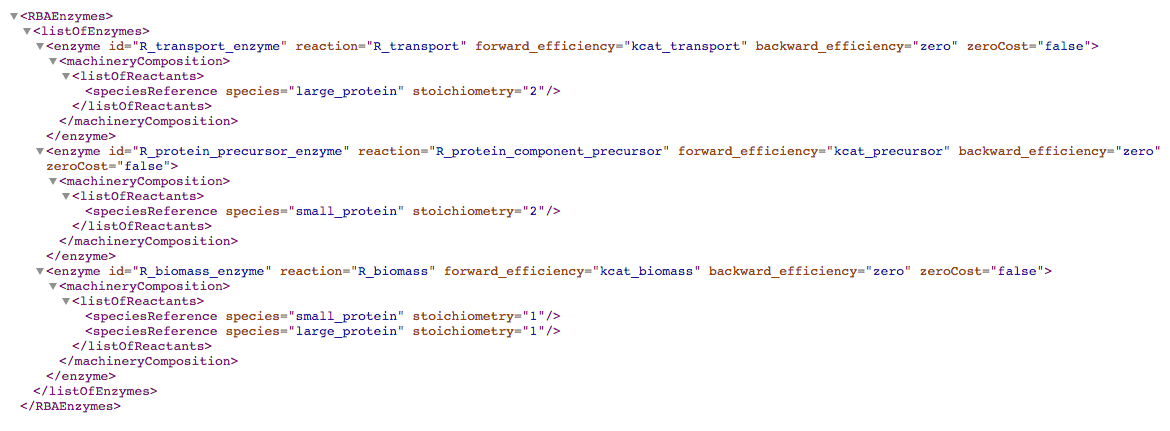 ▼<RBAEnzymes>
▼<listOfEnzymes>
▼<enzyme id="R_transport_enzyme" reaction="R_transport" forward_efficiency="kcat_transport" backward_efficiency="zero" zeroCost="false">
▼<machineryComposition>
▼<listOfReactants>
<speciesReference species="large_protein" stoichiometry="2"/>
</listOfReactants>
</machineryComposition>
</enzyme>
▼<enzyme id="R_protein_precursor_enzyme" reaction="R_protein_component_precursor" forward_efficiency="kcat_precursor" backward_efficiency="zero"
zeroCost="false">
▼<machineryComposition>
▼<listOfReactants>
<speciesReference species="small_protein" stoichiometry="2"/>
</listOfReactants>
</machineryComposition>
</enzyme>
▼<enzyme id="R_biomass_enzyme" reaction="R_biomass" forward_efficiency="kcat_biomass" backward_efficiency="zero" zeroCost="false">
▼<machineryComposition>
▼<listOfReactants>
<speciesReference species="small_protein" stoichiometry="1"/>
<speciesReference species="large_protein" stoichiometry="1"/>
</listOfReactants>
</machineryComposition>
</enzyme>
</listOfEnzymes>
</RBAEnzymes>